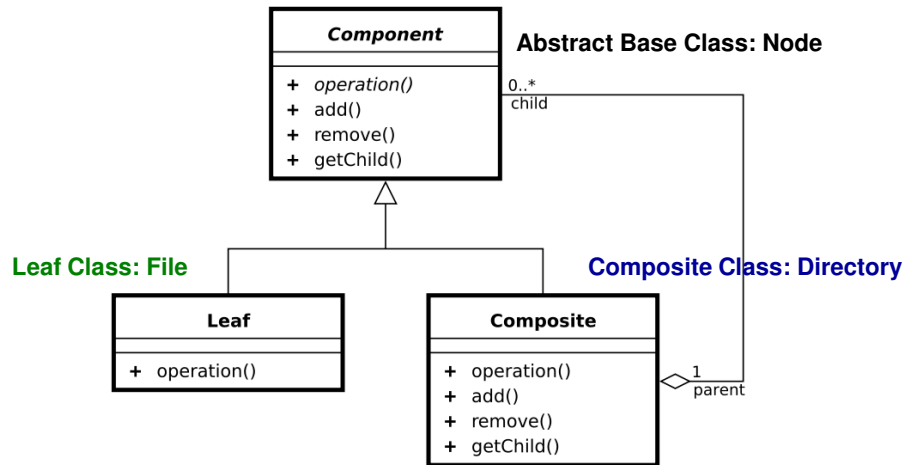 Component
Abstract Base Class: Node
+ operation()
+ add()
+ remove()
+ getChild()
0..*
child
Leaf Class: File
Composite Class: Directory
Leaf
+ operation()
Composite
+ operation()
+ add()
+ remove()
+ getChild()
1
parent